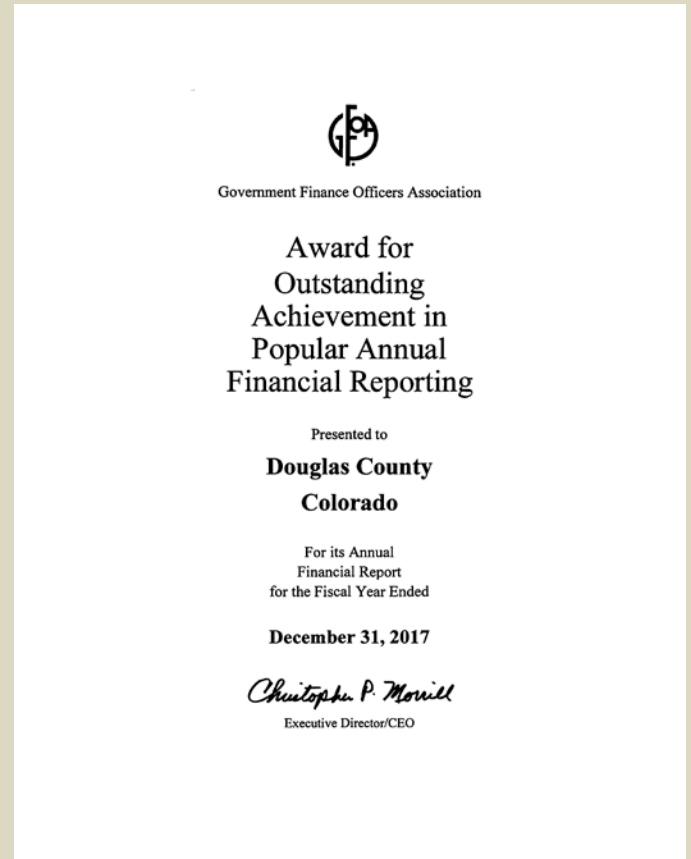 GFOA
Government Finance Officers Association
Award for
Outstanding
Achievement in
Popular Annual
Financial Reporting
Presented to
Douglas County
Colorado
For its Annual
Financial Report
for the Fiscal Year Ended
December 31, 2017
Christopher P. Morrill
Executive Director/CEO